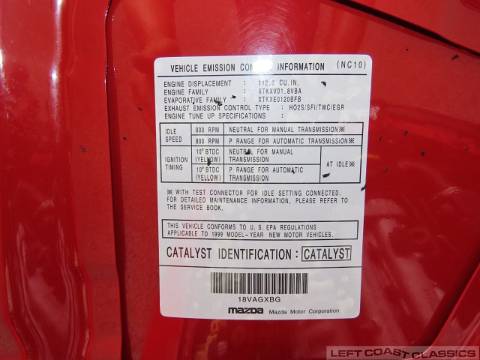 VEHICLE EMISSION CONTROL INFORMATION (NC10)
ENGINE DISPLACEMENT : 112.2 CU.IN.
ENGINE FAMILY : XTKXV01.8VBA
EVAPORATIVE FAMILY : XTKXE0120BFB
EXHAUST EMISSION CONTROL TYPE : HO2S/SFI/TWC/EGR
ENGINE TUNE UP SPECIFICATIONS :
IDLE SPEED
800 RPM NEUTRAL FOR MANUAL TRANSMISSION※
800 RPM P RANGE FOR AUTOMATIC TRANSMISSION※
IGNITION TIMING
10° BTDC (YELLOW) NEUTRAL FOR MANUAL TRANSMISSION
10° BTDC (YELLOW) P RANGE FOR AUTOMATIC TRANSMISSION
AT IDLE※
※ WITH TEST CONNECTOR FOR IDLE SETTING CONNECTED.
FOR DETAILED MAINTENANCE INFORMATION, PLEASE REFER TO
THE SERVICE BOOK.
THIS VEHICLE CONFORMS TO U.S. EPA REGULATIONS
APPLICABLE TO 1999 MODEL-YEAR NEW MOTOR VEHICLES.
CATALYST IDENTIFICATION : CATALYST
18VAGXBG
mazda Mazda Motor Corporation
LEFT COAST CLASSICS